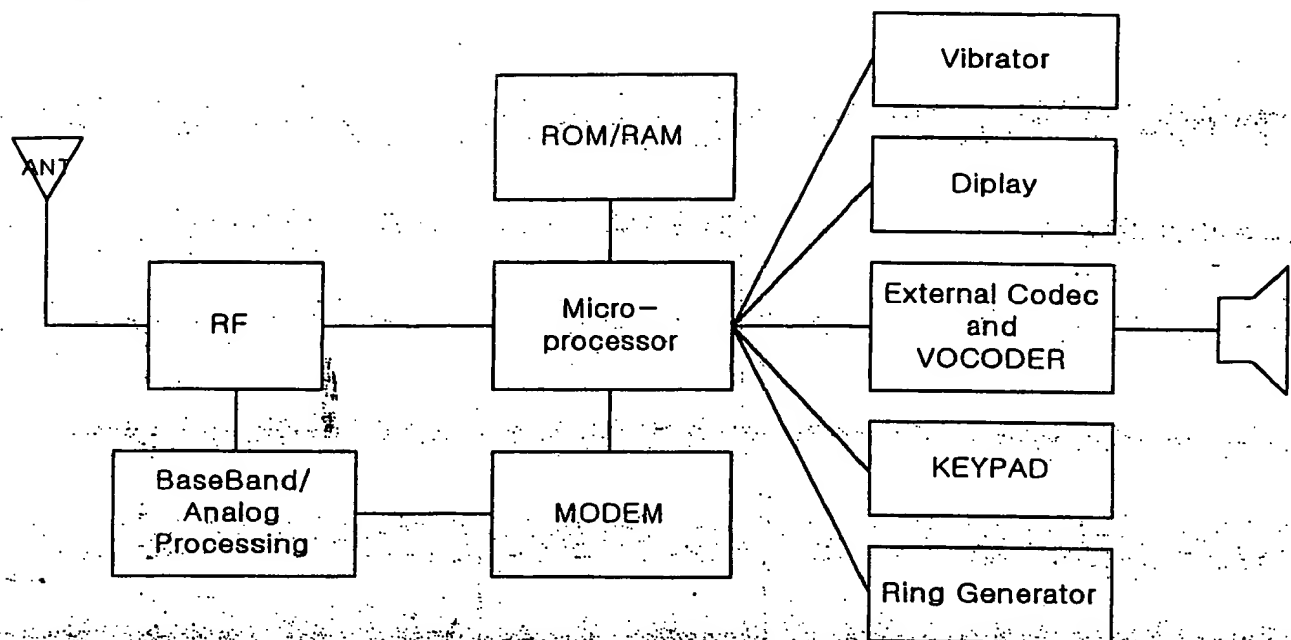 Vibrator
ROM/RAM
ANT
Diplay
RF
Micro-
processor
External Codec
and
VOCODER
BaseBand/
Analog
Processing
MODEM
KEYPAD
Ring Generator